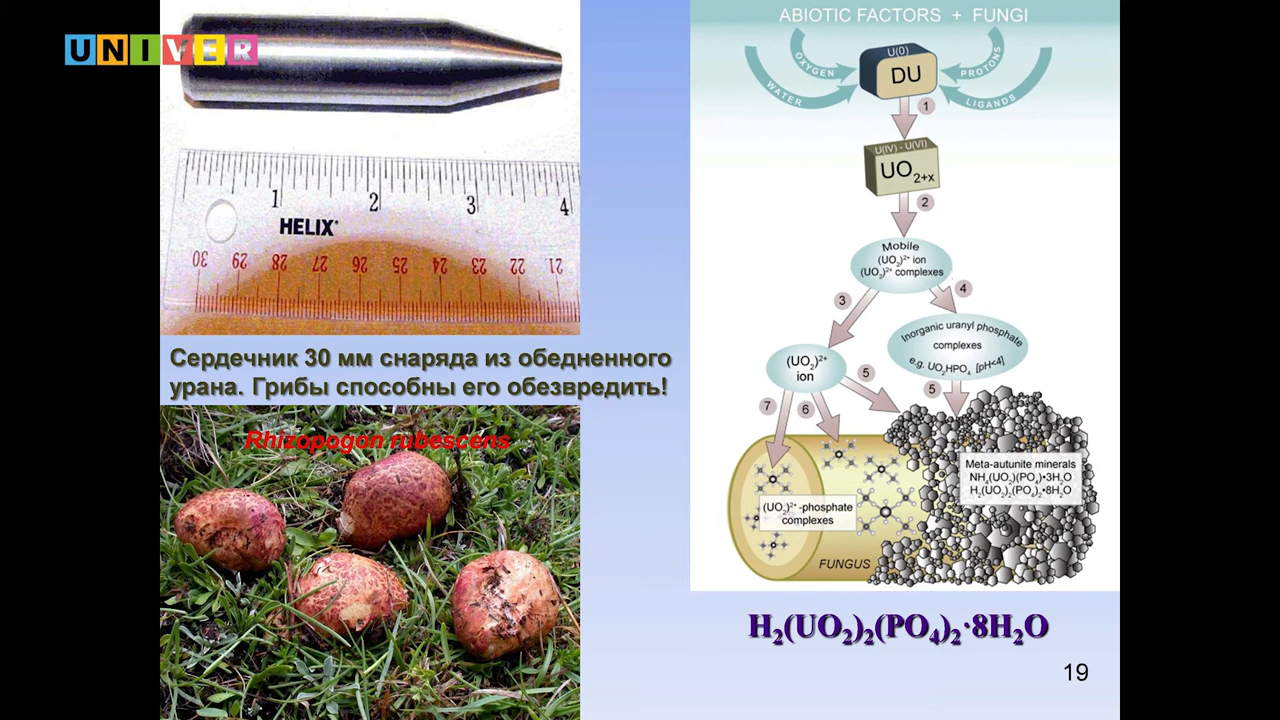 UNIVER
1 2 3 4
HELIX
30 29 28 27 26 25 24 23 22 21
Сердечник 30 мм снаряда из обедненного
урана. Грибы способны его обезвредить!
Rhizopogon rubescens
ABIOTIC FACTORS + FUNGI
WATER
OXYGEN
PROTONS
LIGANDS
U(0)
DU
1
U(IV) - U(VI)
UO₂₊ₓ
2
Mobile
(UO₂)²⁺ ion
(UO₂)²⁺ complexes
3
4
Inorganic uranyl phosphate
complexes
e.g. UO₂HPO₄ [pH<4]
(UO₂)²⁺
ion
5
5
7
6
Meta-autunite minerals
NH₄(UO₂)(PO₄)•3H₂O
H₂(UO₂)₂(PO₄)₂•8H₂O
(UO₂)²⁺-phosphate
complexes
FUNGUS
H₂(UO₂)₂(PO₄)₂·8H₂O
19